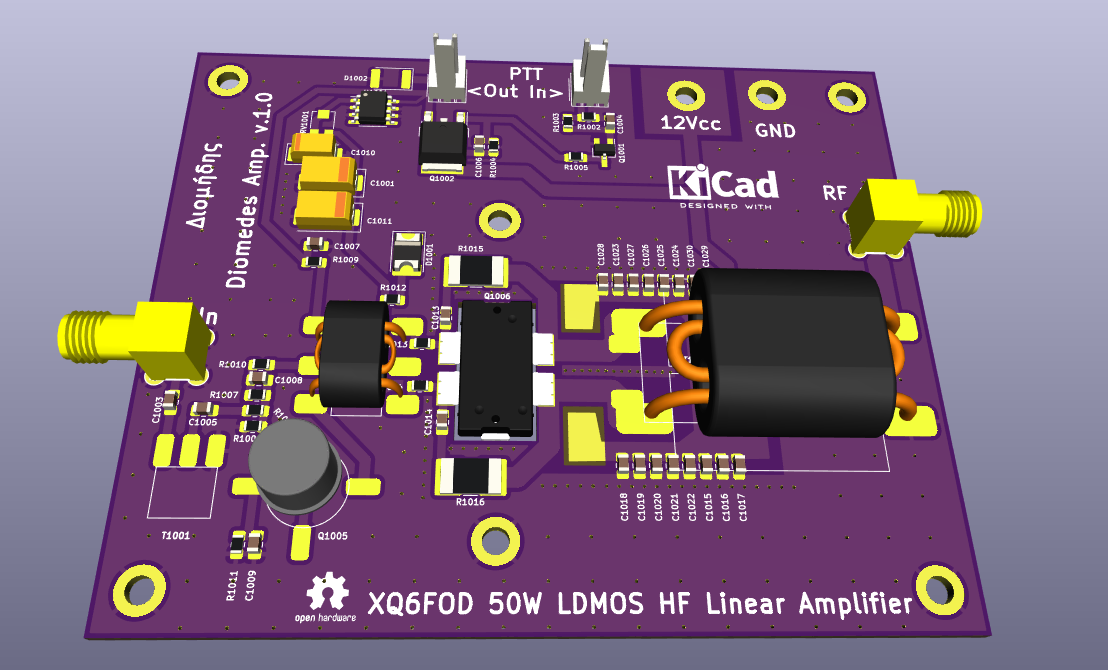 PTT
<Out In>
D1002
RV1001
C1010
C1001
C1011
C1007
R1009
Q1002
C1006
R1004
R1003
R1002
C1004
R1005
Q1001
12Vcc
GND
KiCad
DESIGNED WITH
RF
Διομήδης
Diomedes Amp. v.1.0
In
D1001
R1015
R1012
Q1006
C1013
C1028
C1023
C1027
C1026
C1025
C1024
C1030
C1029
R1010
C1008
R1007
C1003
C1005
C1014
R1016
T1001
Q1005
R1011
C1009
C1018
C1019
C1020
C1021
C1022
C1015
C1016
C1017
open hardware
XQ6FOD 50W LDMOS HF Linear Amplifier